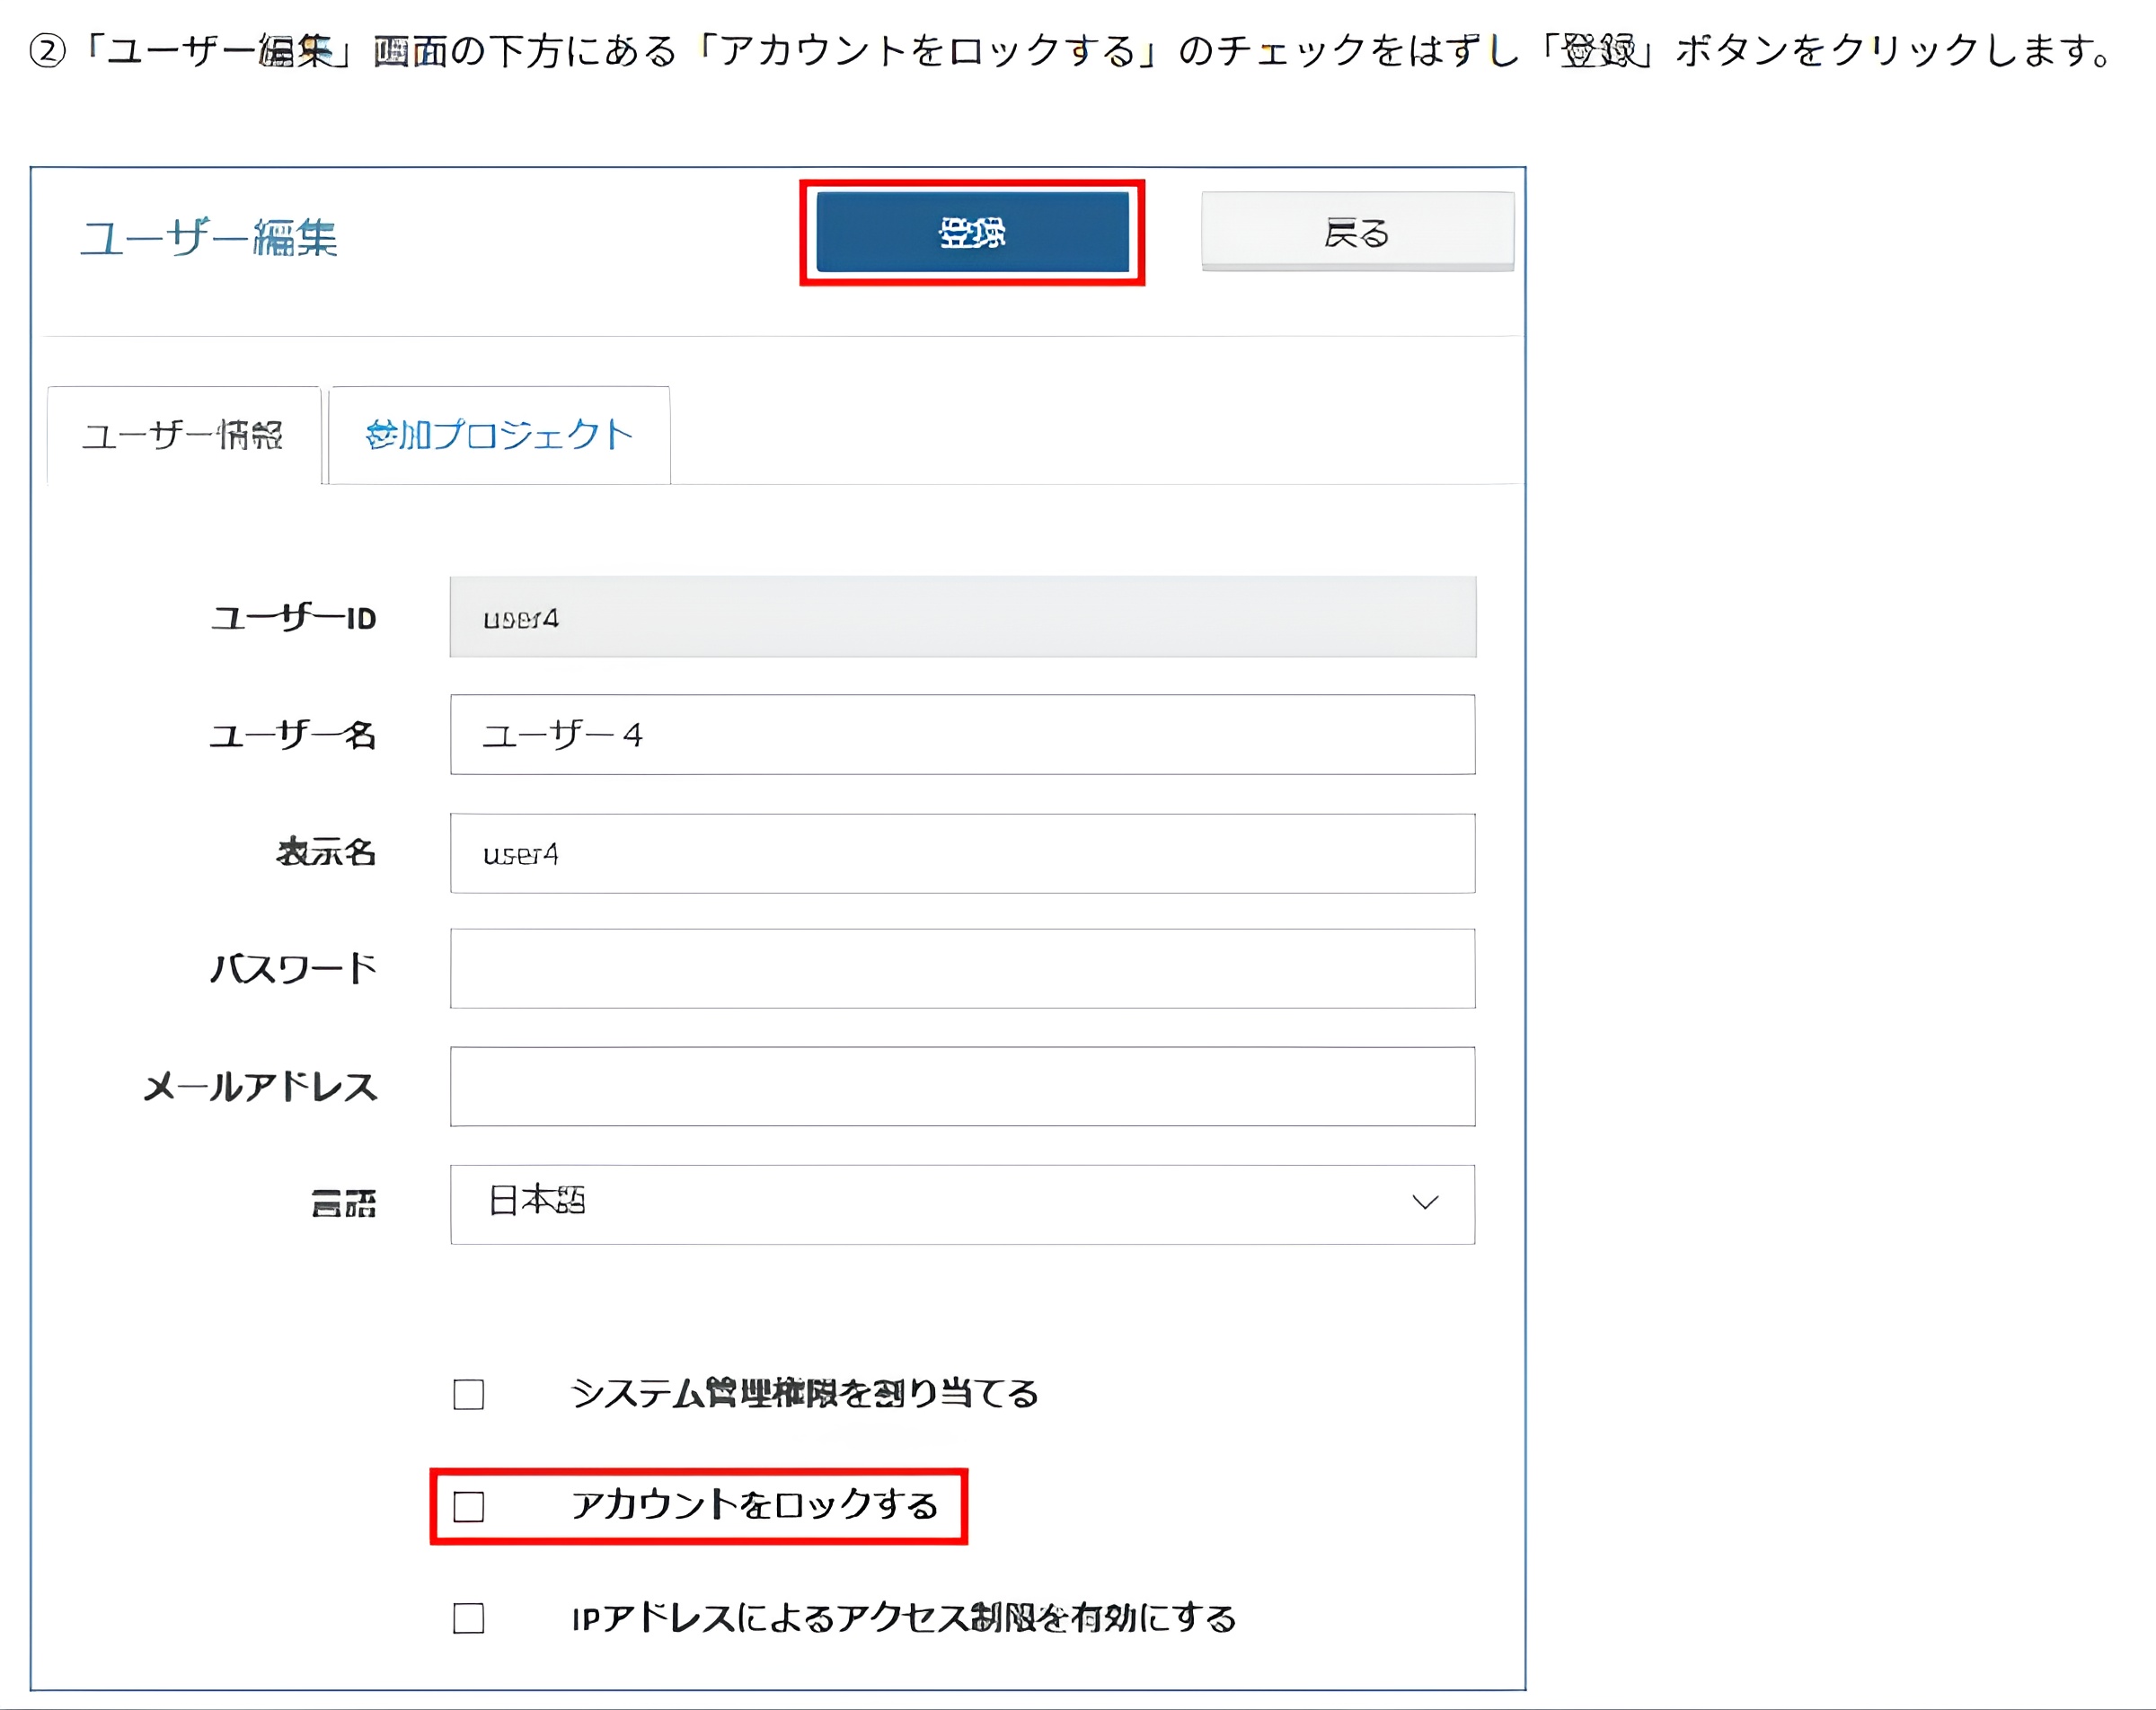 ②「ユーザー編集」画面の下方にある「アカウントをロックする」のチェックをはずし「登録」ボタンをクリックします。
ユーザー編集
戻る
ユーザー情報
参加プロジェクト
ユーザーID
user4
ユーザー名
ユーザー４
表示名
user4
パスワード
メールアドレス
言語
日本語
システム管理権限を割り当てる
アカウントをロックする
IPアドレスによるアクセス制限を有効にする